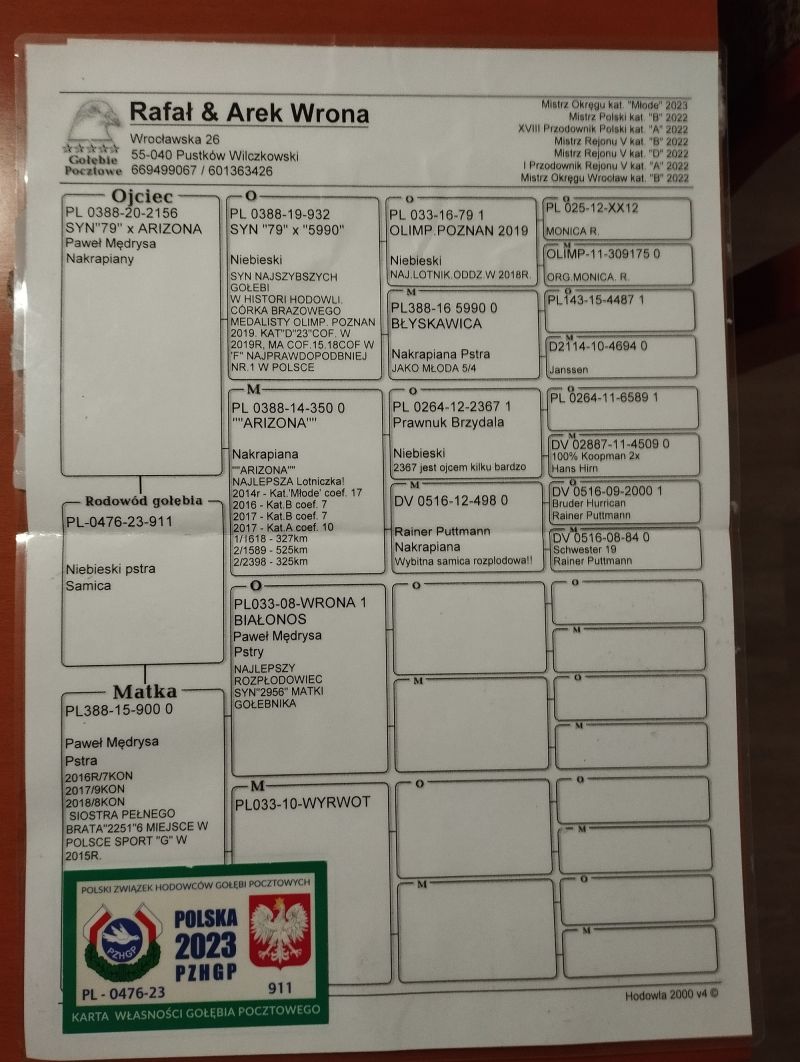 Rafał & Arek Wrona
Wrocławska 26
55-040 Pustków Wilczkowski
669499067 / 601363426
Gołębie
Pocztowe
Mistrz Okręgu kat. "Młode" 2023
Mistrz Polski kat. "B" 2022
XVIII Przodownik Polski kat. "A" 2022
Mistrz Rejonu V kat. "B" 2022
Mistrz Rejonu V kat. "D" 2022
I Przodownik Rejonu V kat. "A" 2022
Mistrz Okręgu Wrocław kat. "B" 2022
Ojciec
PL 0388-20-2156
SYN"79" x ARIZONA
Paweł Mędrysa
Nakrapiany
Rodowód gołębia
PL-0476-23-911
Niebieski pstra
Samica
Matka
PL388-15-900 0
Paweł Mędrysa
Pstra
2016R/7KON
2017/9KON
2018/8KON
SIOSTRA PEŁNEGO
BRATA"2251"6 MIEJSCE W
POLSCE SPORT "G" W
2015R.
O
PL 0388-19-932
SYN "79" x "5990"
Niebieski
SYN NAJSZYBSZYCH
GOŁEBI
W HISTORI HODOWLI.
CÓRKA BRAZOWEGO
MEDALISTY OLIMP. POZNAN
2019. KAT"D"23"COF. W
2019R, MA COF.15.18COF W
'F" NAJPRAWDOPODBNIEJ
NR.1 W POLSCE
M
PL 0388-14-350 0
""ARIZONA""
Nakrapiana
""ARIZONA""
NAJLEPSZA Lotniczka!
2014r - Kat.'Młode' coef. 17
2016 - Kat.B coef. 7
2017 - Kat.B coef. 7
2017 - Kat.A coef. 10
1/1618 - 327km
2/1589 - 525km
2/2398 - 325km
O
PL033-08-WRONA 1
BIAŁONOS
Paweł Mędrysa
Pstry
NAJLEPSZY
ROZPŁODOWIEC
SYN"2956" MATKI
GOŁEBNIKA
M
PL033-10-WYRWOT
O
PL 033-16-79 1
OLIMP.POZNAN 2019
Niebieski
NAJ.LOTNIK.ODDZ.W 2018R.
M
PL388-16 5990 0
BŁYSKAWICA
Nakrapiana Pstra
JAKO MŁODA 5/4
O
PL 0264-12-2367 1
Prawnuk Brzydala
Niebieski
2367 jest ojcem kilku bardzo
M
DV 0516-12-498 0
Rainer Puttmann
Nakrapiana
Wybitna samica rozplodowa!!
O
M
O
M
O
PL 025-12-XX12
MONICA R.
M
OLIMP-11-309175 0
ORG.MONICA. R.
O
PL143-15-4487 1
M
D2114-10-4694 0
Janssen
O
PL 0264-11-6589 1
M
DV 02887-11-4509 0
100% Koopman 2x
Hans Hirn
O
DV 0516-09-2000 1
Bruder Hurrican
Rainer Puttmann
M
DV 0516-08-84 0
Schwester 19
Rainer Puttmann
O
M
O
M
O
M
O
M
POLSKI ZWIĄZEK HODOWCÓW GOŁĘBI POCZTOWYCH
PZHGP
POLSKA
2023
PZHGP
PL - 0476-23
911
KARTA WŁASNOŚCI GOŁĘBIA POCZTOWEGO
Hodowla 2000 v4 ©